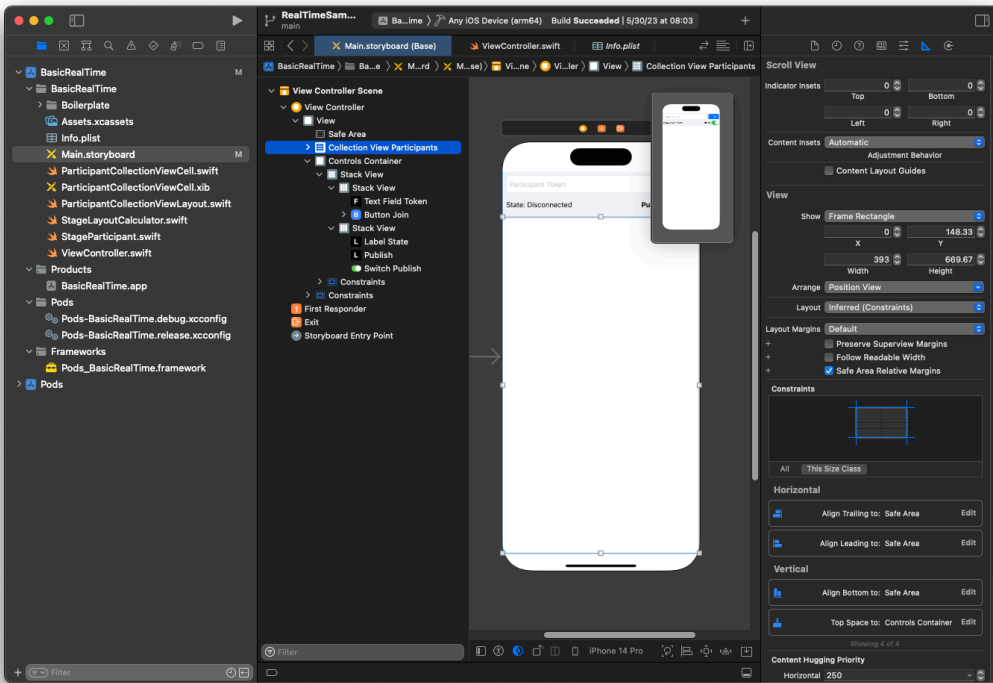 RealTimeSam...
main
Ba...ime
Any iOS Device (arm64)
Build Succeeded | 5/30/23 at 08:03
Main.storyboard (Base)
ViewController.swift
Info.plist
BasicRealTime
Ba...e
M...rd
M...se)
Vi...ne
Vi...ler
View
Collection View Participants
BasicRealTime M
BasicRealTime
Boilerplate
Assets.xcassets
Info.plist
Main.storyboard M
ParticipantCollectionViewCell.swift
ParticipantCollectionViewCell.xib
ParticipantCollectionViewLayout.swift
StageLayoutCalculator.swift
StageParticipant.swift
ViewController.swift
Products
BasicRealTime.app
Pods
Pods-BasicRealTime.debug.xcconfig
Pods-BasicRealTime.release.xcconfig
Frameworks
Pods_BasicRealTime.framework
Pods
Filter
View Controller Scene
View Controller
View
Safe Area
Collection View Participants
Controls Container
Stack View
Stack View
F Text Field Token
B Button Join
Stack View
L Label State
L Publish
Switch Publish
Constraints
Constraints
1 First Responder
Exit
Storyboard Entry Point
Filter
Participant Token
State: Disconnected
Pu
iPhone 14 Pro
Scroll View
Indicator Insets 0 0
Top Bottom
0 0
Left Right
Content Insets Automatic
Adjustment Behavior
Content Layout Guides
View
Show Frame Rectangle
0 148.33
X Y
393 669.67
Width Height
Arrange Position View
Layout Inferred (Constraints)
Layout Margins Default
+ Preserve Superview Margins
+ Follow Readable Width
+ Safe Area Relative Margins
Constraints
All This Size Class
Horizontal
Align Trailing to: Safe Area Edit
Align Leading to: Safe Area Edit
Vertical
Align Bottom to: Safe Area Edit
Top Space to: Controls Container Edit
Showing 4 of 4
Content Hugging Priority
Horizontal 250